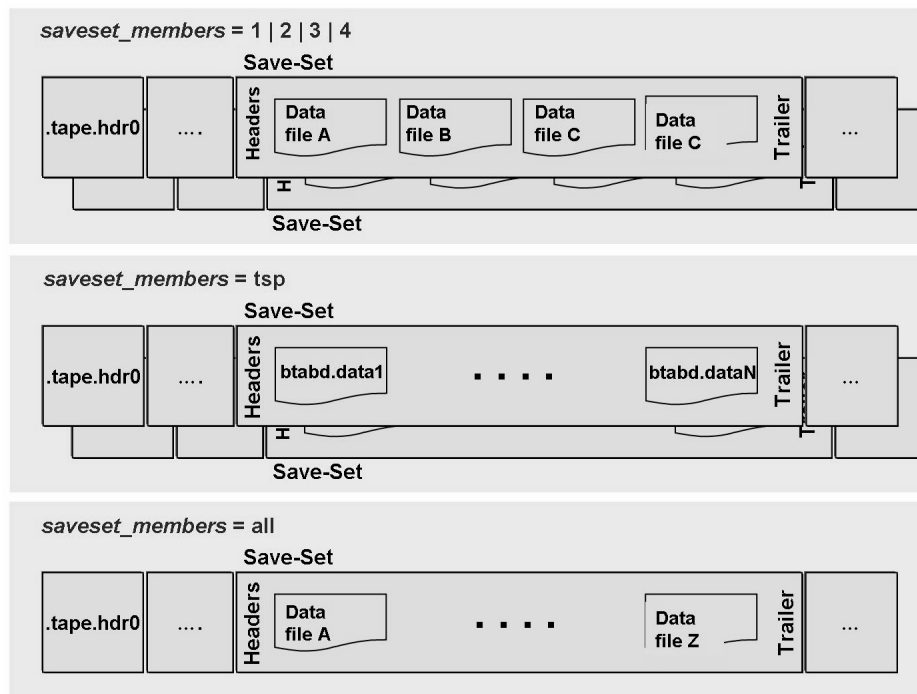 saveset_members = 1 | 2 | 3 | 4
Save-Set
.tape.hdr0
....
Headers
Data
file A
Data
file B
Data
file C
Data
file C
Trailer
...
H
Save-Set
saveset_members = tsp
Save-Set
.tape.hdr0
....
Headers
btabd.data1
. . . .
btabd.dataN
Trailer
...
H
Save-Set
saveset_members = all
Save-Set
.tape.hdr0
....
Headers
Data
file A
. . . .
Data
file Z
Trailer
...